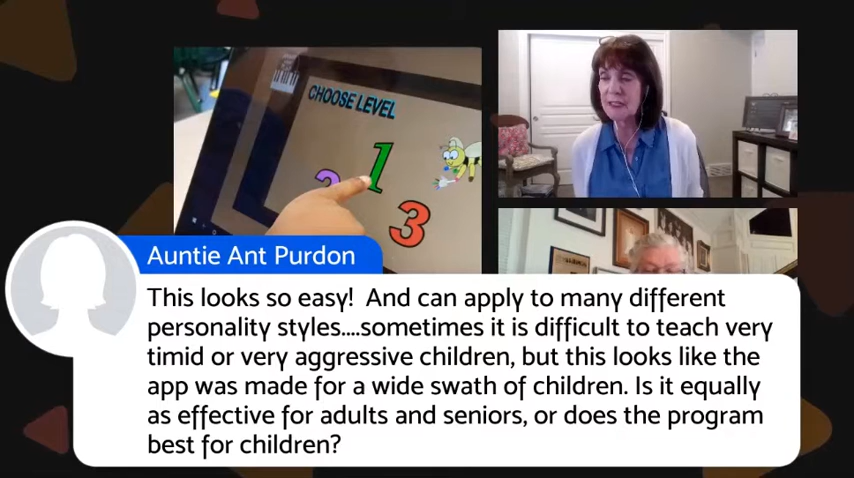 CHOOSE LEVEL
1
2
3
Auntie Ant Purdon
This looks so easy!  And can apply to many different
personality styles....sometimes it is difficult to teach very
timid or very aggressive children, but this looks like the
app was made for a wide swath of children. Is it equally
as effective for adults and seniors, or does the program
best for children?